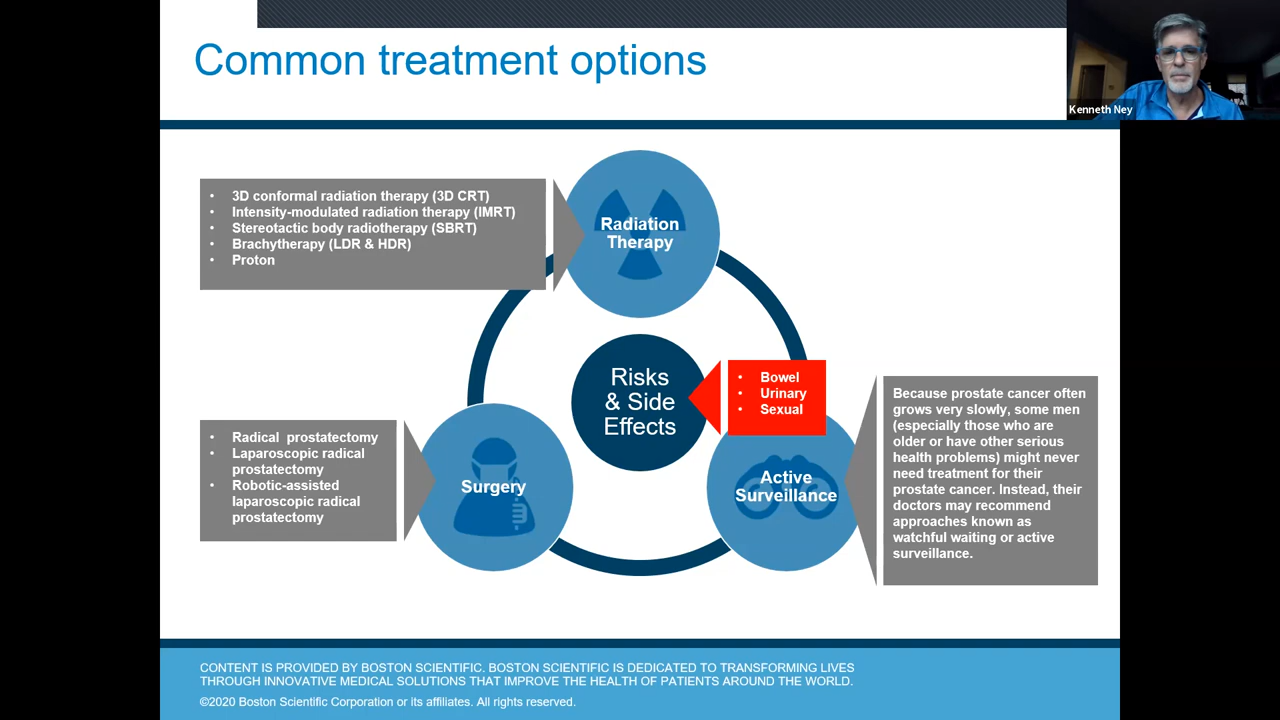 Common treatment options
Kenneth Ney
• 3D conformal radiation therapy (3D CRT)
• Intensity-modulated radiation therapy (IMRT)
• Stereotactic body radiotherapy (SBRT)
• Brachytherapy (LDR & HDR)
• Proton
Radiation
Therapy
Risks
& Side
Effects
• Bowel
• Urinary
• Sexual
Because prostate cancer often
grows very slowly, some men
(especially those who are
older or have other serious
health problems) might never
need treatment for their
prostate cancer. Instead, their
doctors may recommend
approaches known as
watchful waiting or active
surveillance.
• Radical prostatectomy
• Laparoscopic radical
prostatectomy
• Robotic-assisted
laparoscopic radical
prostatectomy
Surgery
Active
Surveillance
CONTENT IS PROVIDED BY BOSTON SCIENTIFIC. BOSTON SCIENTIFIC IS DEDICATED TO TRANSFORMING LIVES
THROUGH INNOVATIVE MEDICAL SOLUTIONS THAT IMPROVE THE HEALTH OF PATIENTS AROUND THE WORLD.
©2020 Boston Scientific Corporation or its affiliates. All rights reserved.